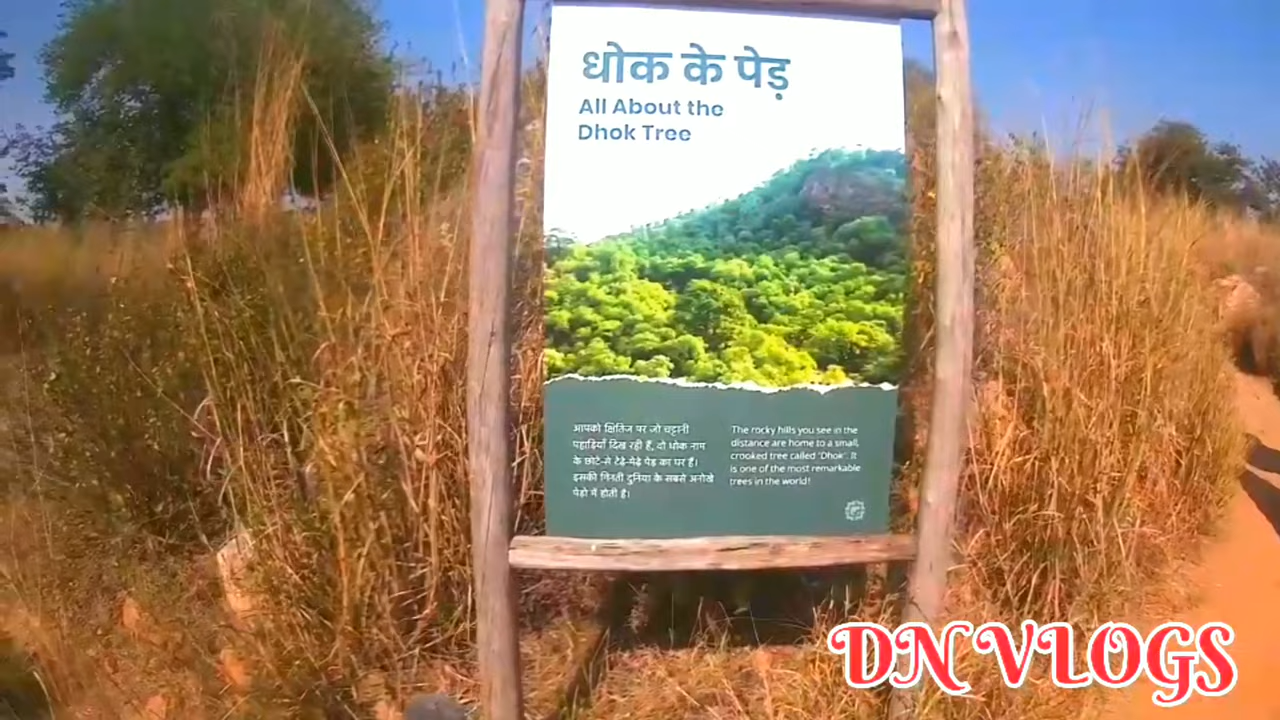 धोक के पेड़
All About the
Dhok Tree
आपको क्षितिज पर जो चट्टानी
पहाड़ियाँ दिख रही हैं, वो धोक नाम
के छोटे-से टेढ़े-मेढ़े पेड़ का घर हैं।
इसकी गिनती दुनिया के सबसे अनोखे
पेड़ों में होती है।
The rocky hills you see in the
distance are home to a small,
crooked tree called 'Dhok'. It
is one of the most remarkable
trees in the world!
DN VLOGS